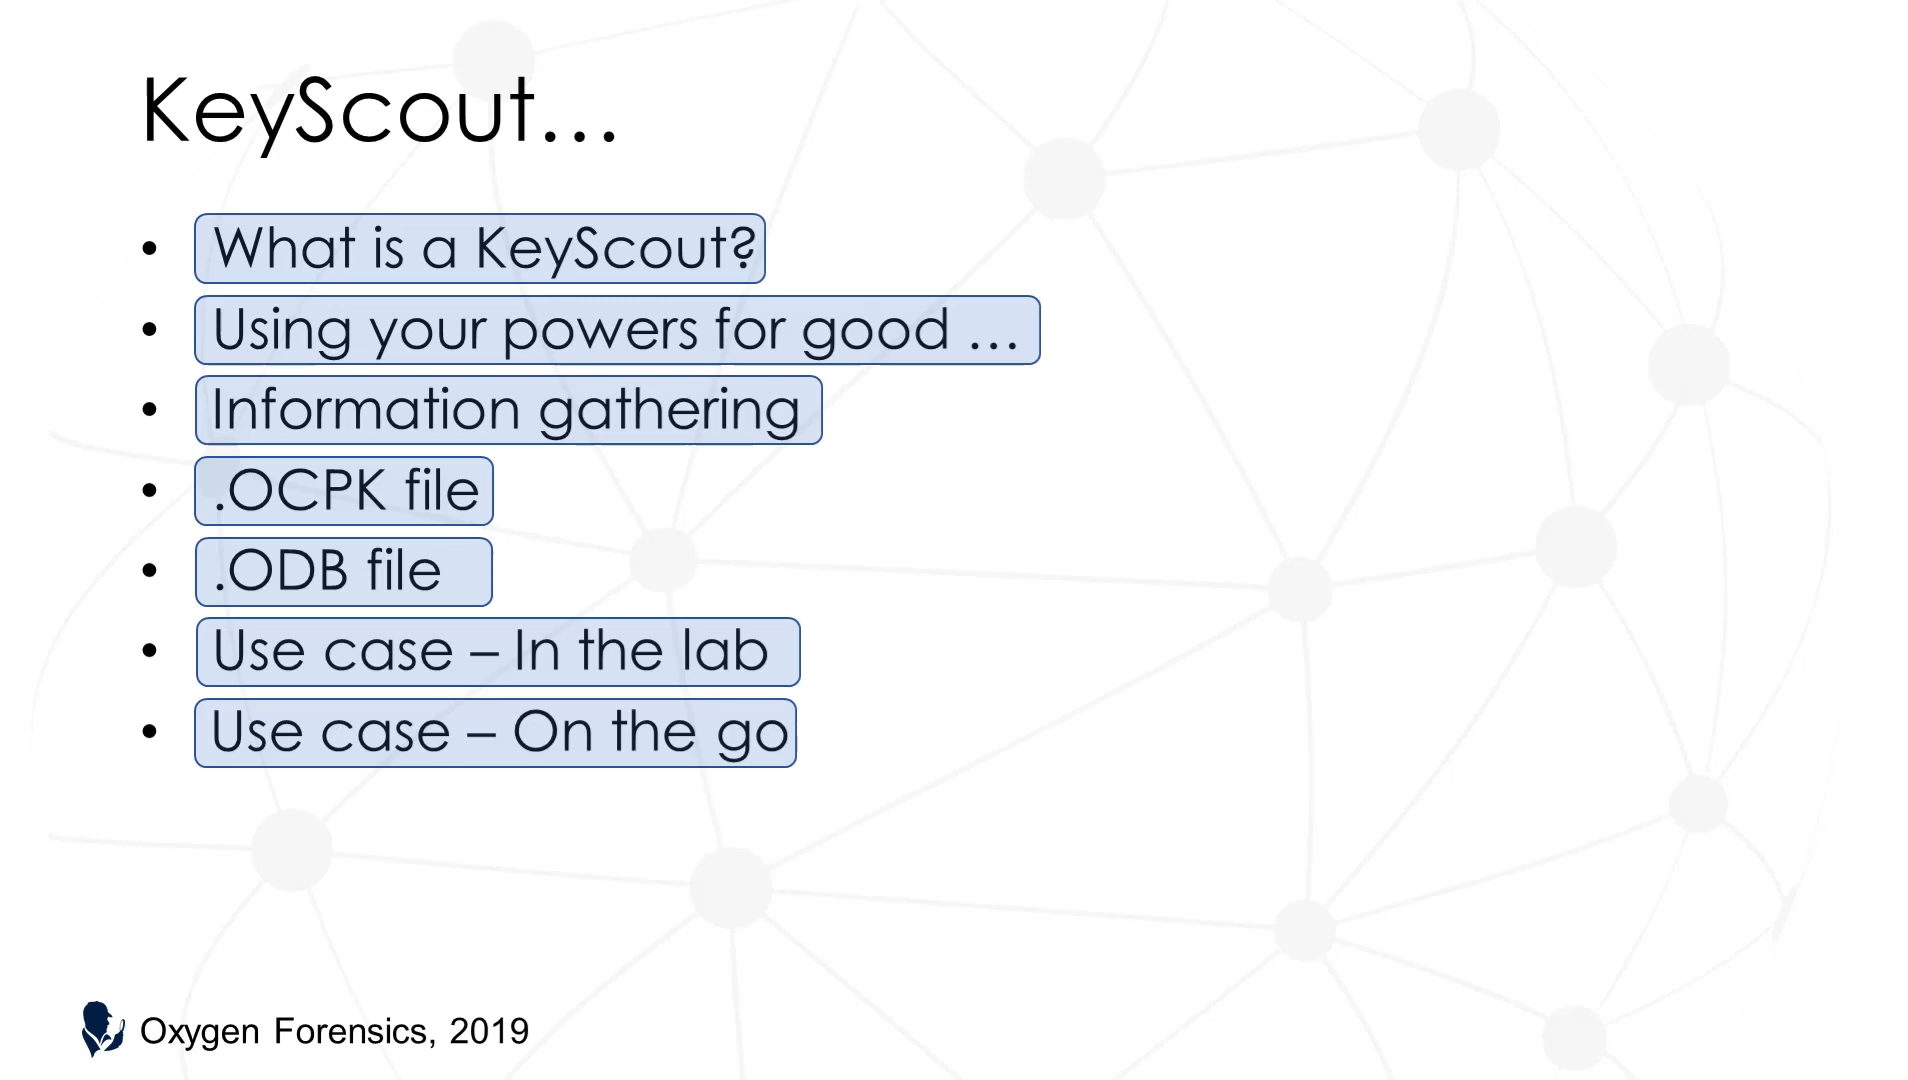 KeyScout…
• What is a KeyScout?
• Using your powers for good …
• Information gathering
• .OCPK file
• .ODB file
• Use case – In the lab
• Use case – On the go
Oxygen Forensics, 2019